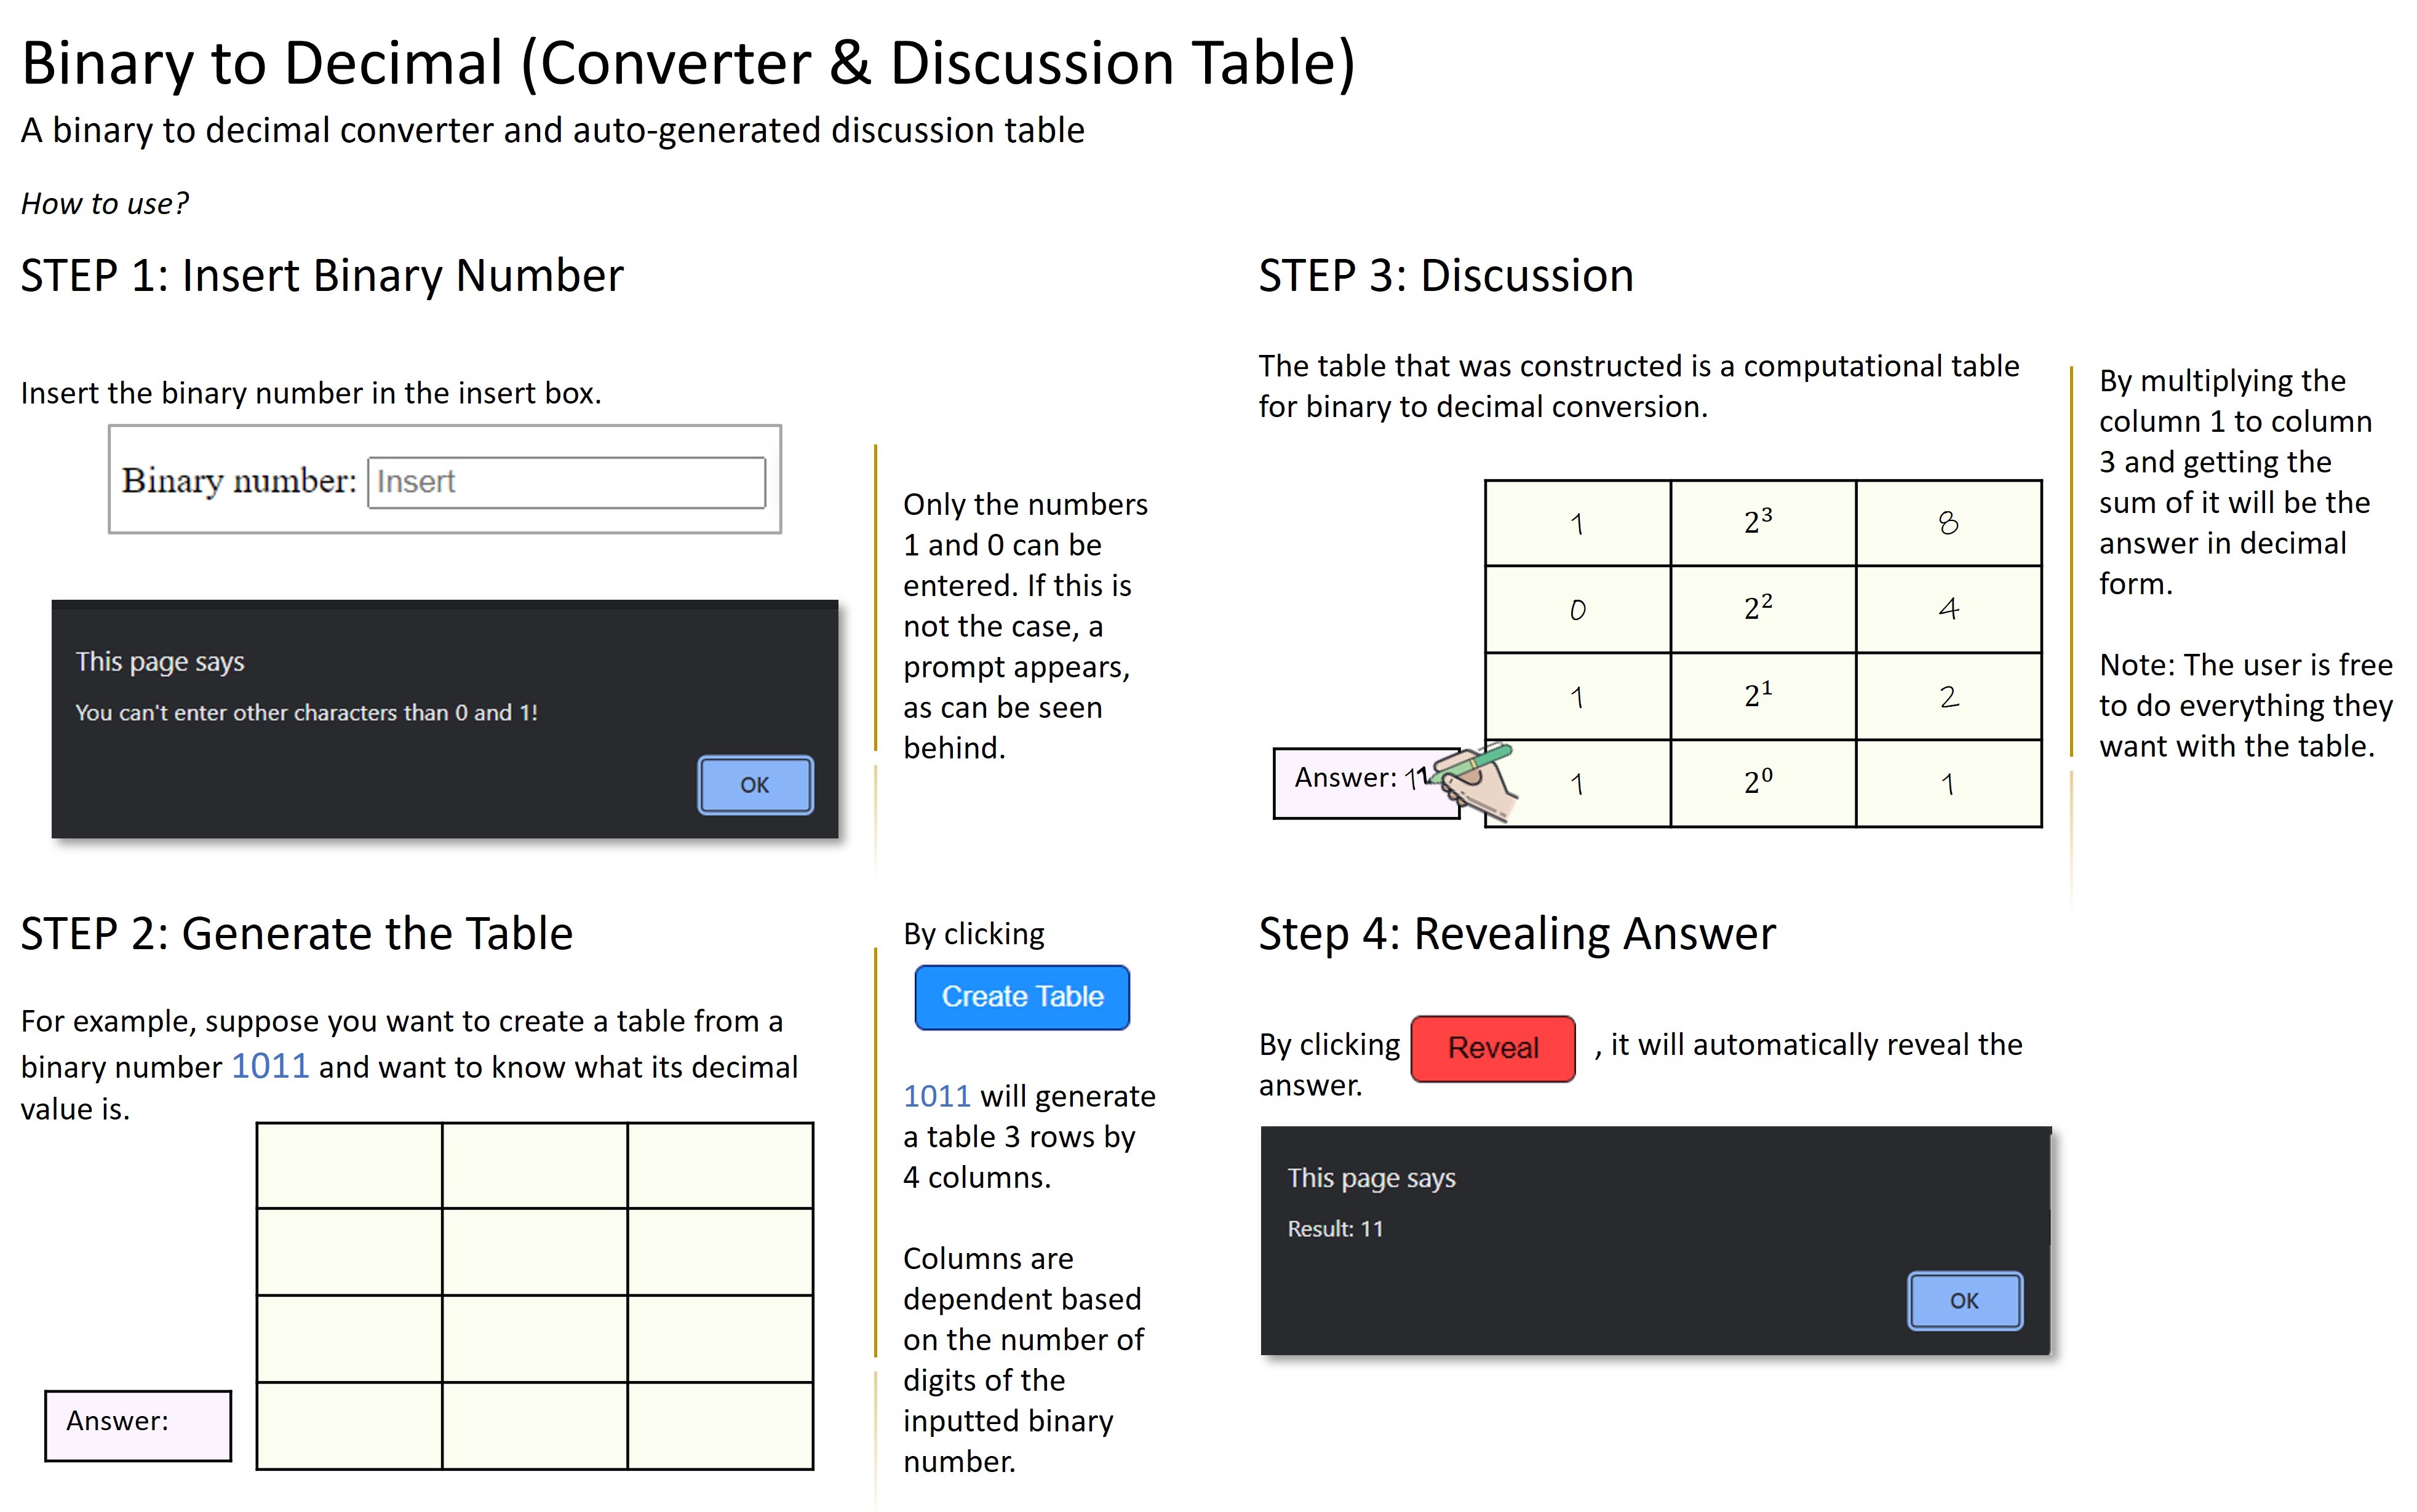 Binary to Decimal (Converter & Discussion Table)
A binary to decimal converter and auto-generated discussion table
How to use?
STEP 1: Insert Binary Number
Insert the binary number in the insert box.
Binary number: Insert
This page says
You can't enter other characters than 0 and 1!
OK
Only the numbers
1 and 0 can be
entered. If this is
not the case, a
prompt appears,
as can be seen
behind.
STEP 2: Generate the Table
For example, suppose you want to create a table from a
binary number 1011 and want to know what its decimal
value is.
Answer:
By clicking
Create Table
1011 will generate
a table 3 rows by
4 columns.
Columns are
dependent based
on the number of
digits of the
inputted binary
number.
STEP 3: Discussion
The table that was constructed is a computational table
for binary to decimal conversion.
1 2³ 8
0 2² 4
1 2¹ 2
1 2⁰ 1
Answer: 11
By multiplying the
column 1 to column
3 and getting the
sum of it will be the
answer in decimal
form.
Note: The user is free
to do everything they
want with the table.
Step 4: Revealing Answer
By clicking Reveal , it will automatically reveal the
answer.
This page says
Result: 11
OK